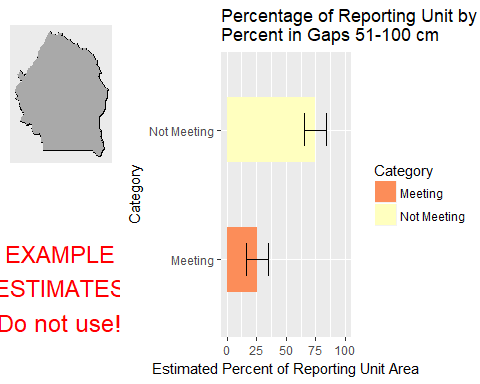 Percentage of Reporting Unit by
Percent in Gaps 51-100 cm
Not Meeting
Meeting
Category
0 25 50 75 100
Estimated Percent of Reporting Unit Area
Category
Meeting
Not Meeting
EXAMPLE
ESTIMATES
Do not use!